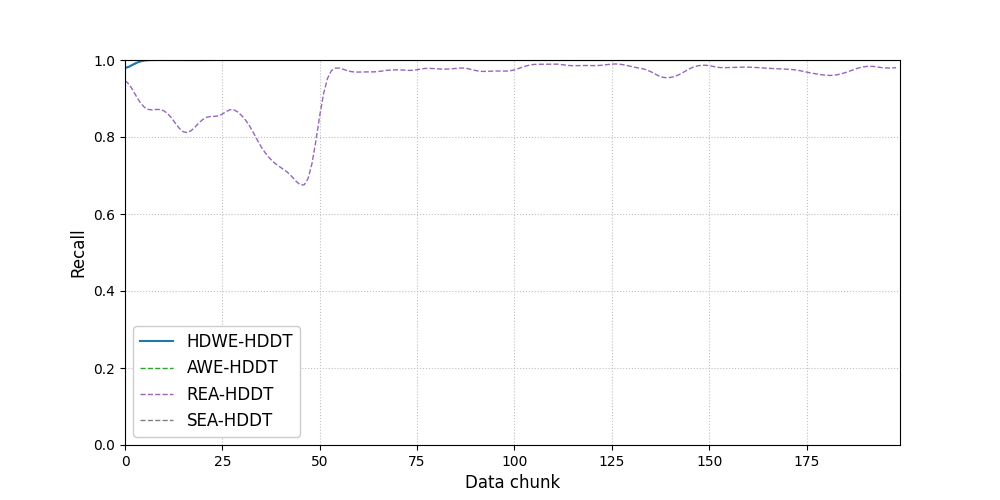 1.0
0.8
0.6
0.4
0.2
0.0
Recall
HDWE-HDDT
AWE-HDDT
REA-HDDT
SEA-HDDT
0 25 50 75 100 125 150 175
Data chunk